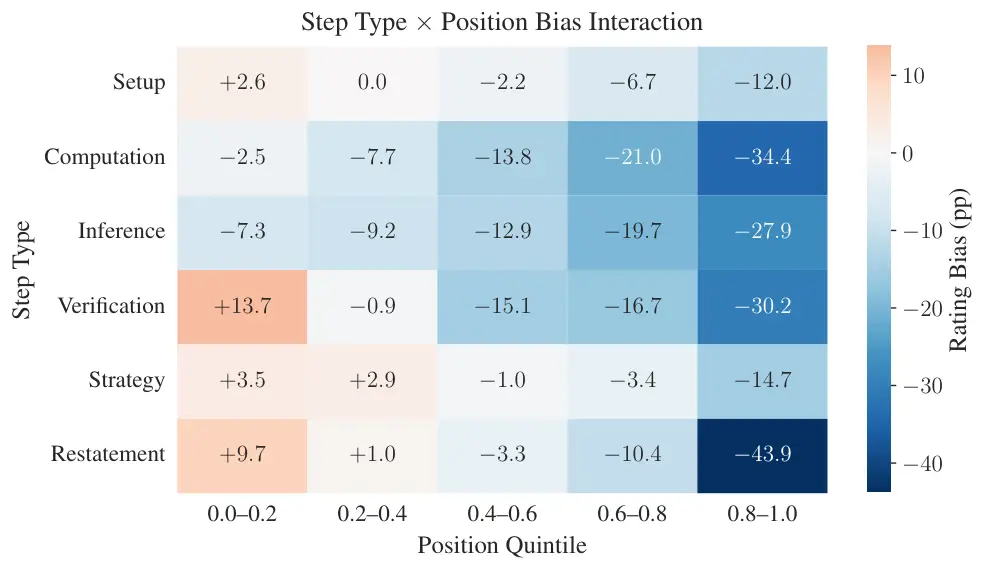 Step Type × Position Bias Interaction
Step Type
Setup +2.6 0.0 −2.2 −6.7 −12.0
Computation −2.5 −7.7 −13.8 −21.0 −34.4
Inference −7.3 −9.2 −12.9 −19.7 −27.9
Verification +13.7 −0.9 −15.1 −16.7 −30.2
Strategy +3.5 +2.9 −1.0 −3.4 −14.7
Restatement +9.7 +1.0 −3.3 −10.4 −43.9
0.0–0.2 0.2–0.4 0.4–0.6 0.6–0.8 0.8–1.0
Position Quintile
10
0
−10
−20
−30
−40
Rating Bias (pp)